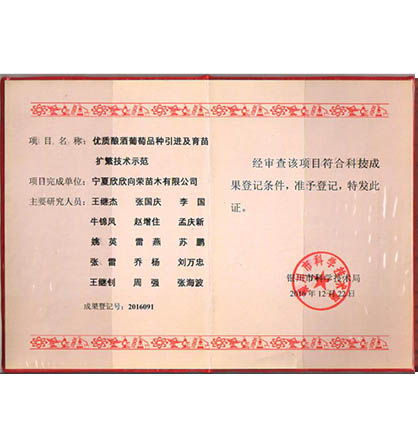 项目名称：优质酿酒葡萄品种引进及育苗
扩繁技术示范
项目完成单位：宁夏欣欣向荣苗木有限公司
主要研究人员：王继杰 张国庆 李国
牛锦凤 赵增住 孟庆新
姚英 雷燕 苏鹏
张雷 乔杨 刘万忠
王继钊 周强 张海波
成果登记号：2016091
经审查该项目符合科技成
果登记条件，准予登记，特发此
证。
银川市科学技术局
2016年12月22日